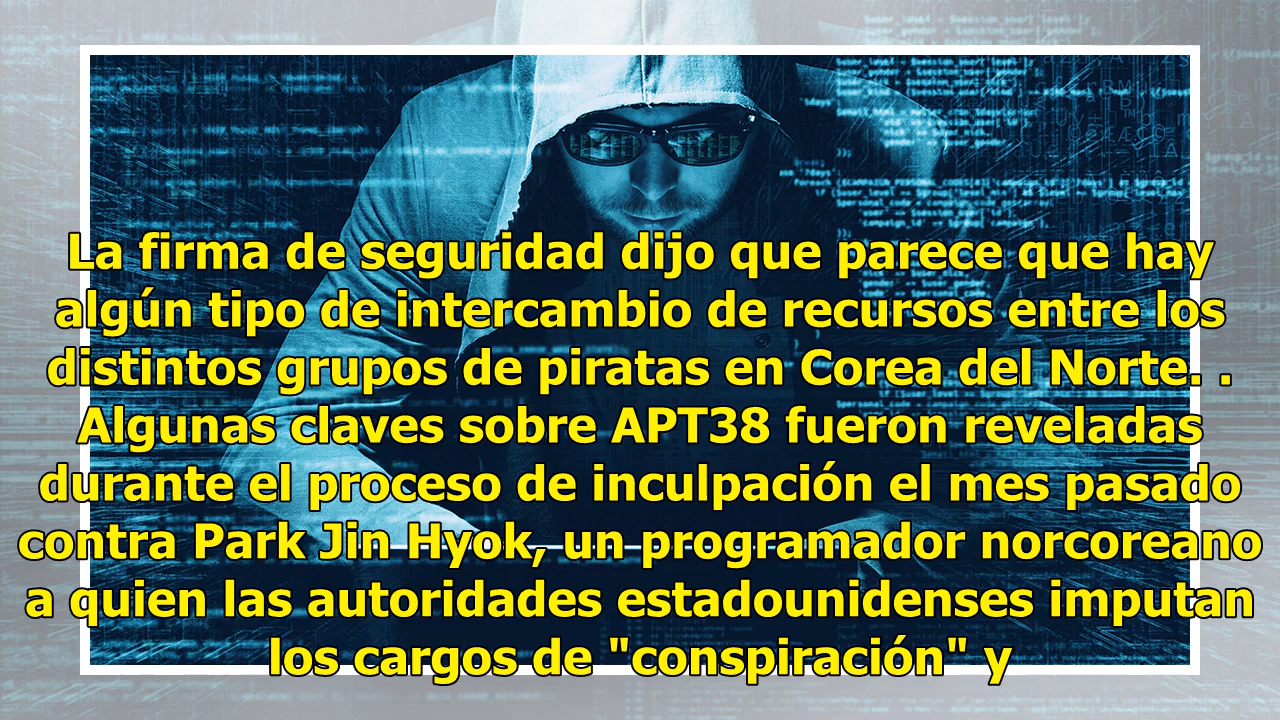 La firma de seguridad dijo que parece que hay
algún tipo de intercambio de recursos entre los
distintos grupos de piratas en Corea del Norte. .
Algunas claves sobre APT38 fueron reveladas
durante el proceso de inculpación el mes pasado
contra Park Jin Hyok, un programador norcoreano
a quien las autoridades estadounidenses imputan
los cargos de "conspiración" y